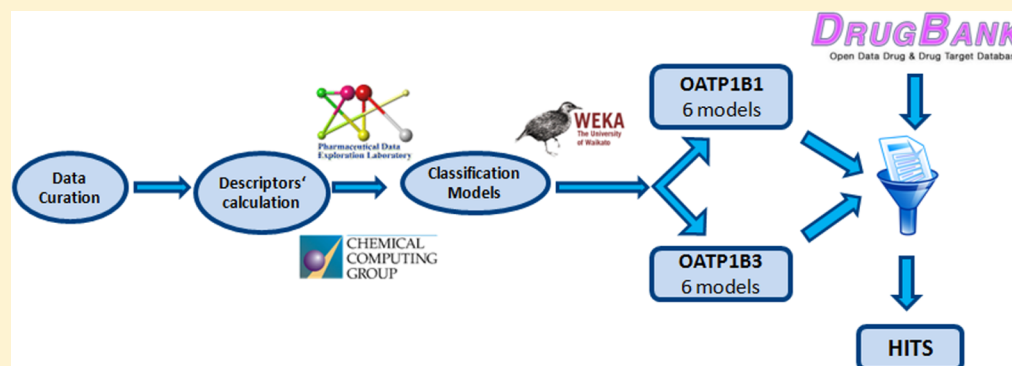 Data
Curation
Descriptors‘
calculation
Pharmaceutical Data
Exploration Laboratory
CHEMICAL
COMPUTING
GROUP
Classification
Models
WEKA
The University
of Waikato
OATP1B1
6 models
OATP1B3
6 models
DRUGBANK
Open Data Drug & Drug Target Databa
HITS